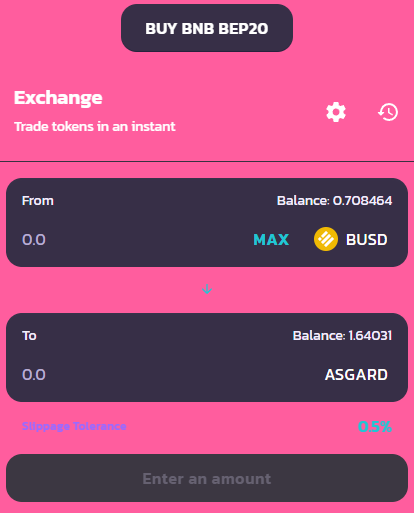 BUY BNB BEP20
Exchange
Trade tokens in an instant
From
Balance: 0.708464
0.0
MAX
BUSD
To
Balance: 1.64031
0.0
ASGARD
Slippage Tolerance
0.5%
Enter an amount